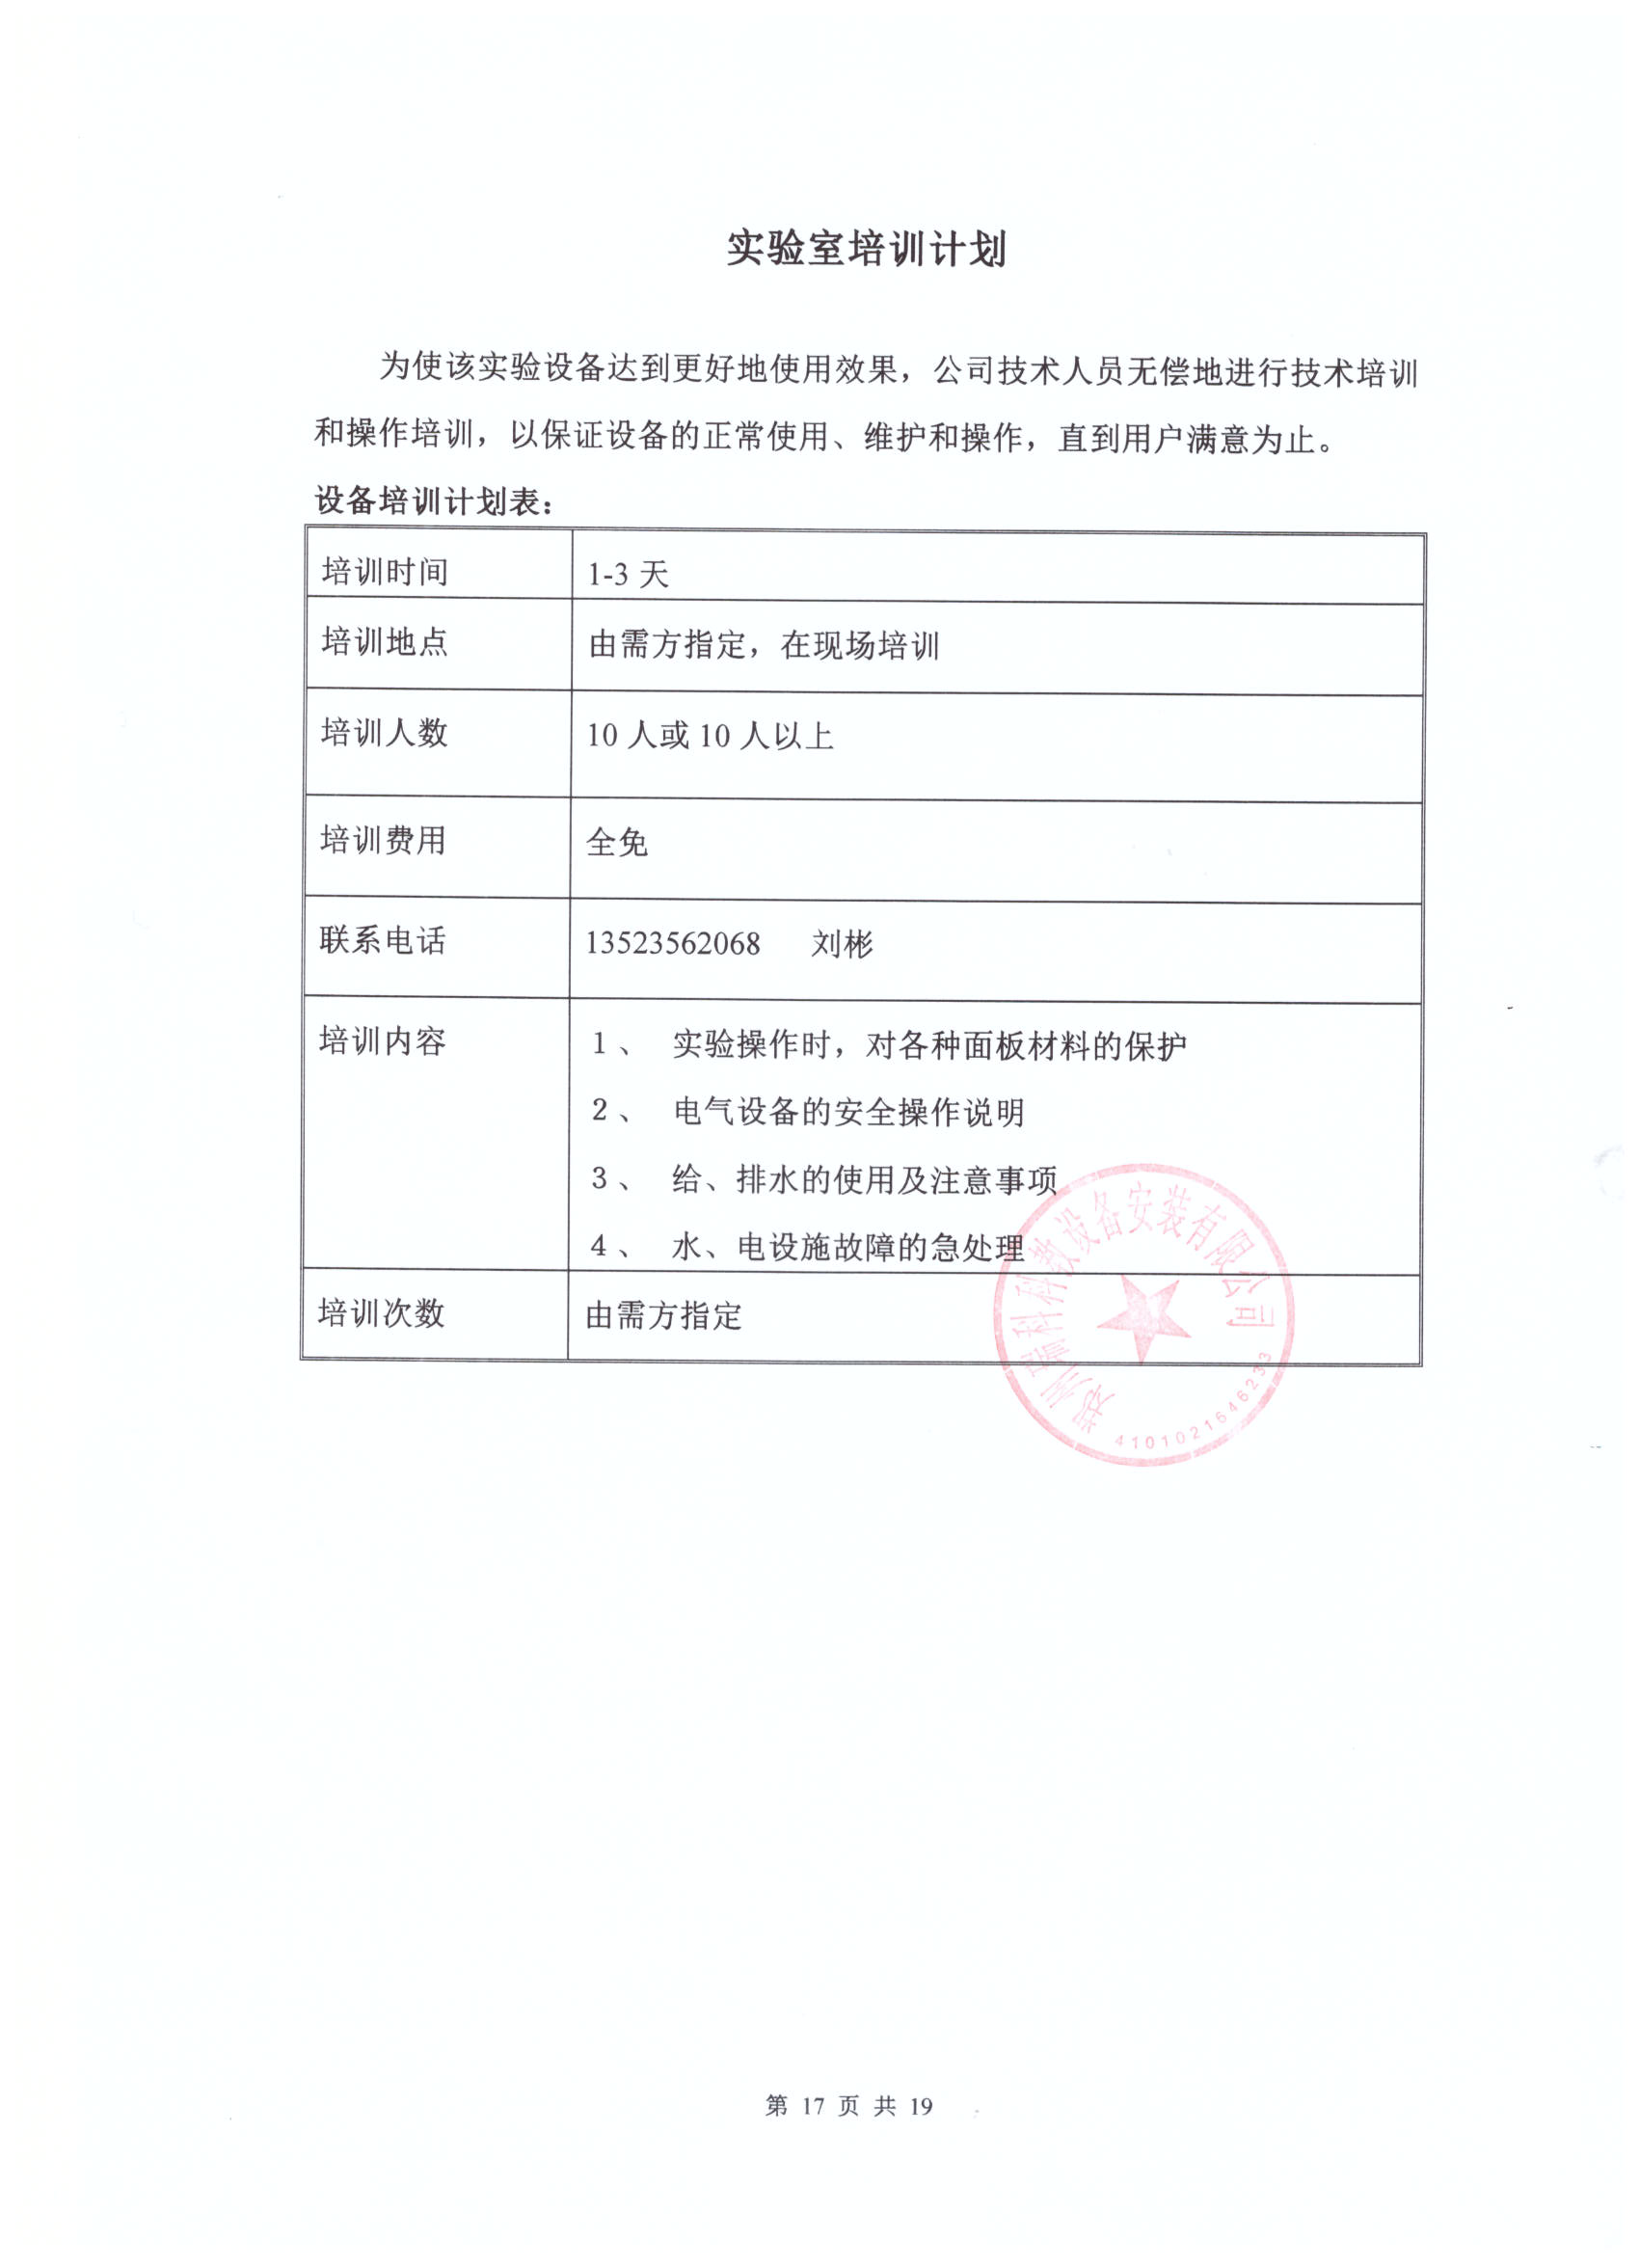 实验室培训计划
为使该实验设备达到更好地使用效果，公司技术人员无偿地进行技术培训
和操作培训，以保证设备的正常使用、维护和操作，直到用户满意为止。
设备培训计划表：
培训时间 1-3 天
培训地点 由需方指定，在现场培训
培训人数 10 人或 10 人以上
培训费用 全免
联系电话 13523562068 刘彬
培训内容 1、 实验操作时，对各种面板材料的保护
2、 电气设备的安全操作说明
3、 给、排水的使用及注意事项
4、 水、电设施故障的急处理
培训次数 由需方指定
郑州瑞科科教设备安装有限公司
4101021646233
第 17 页 共 19